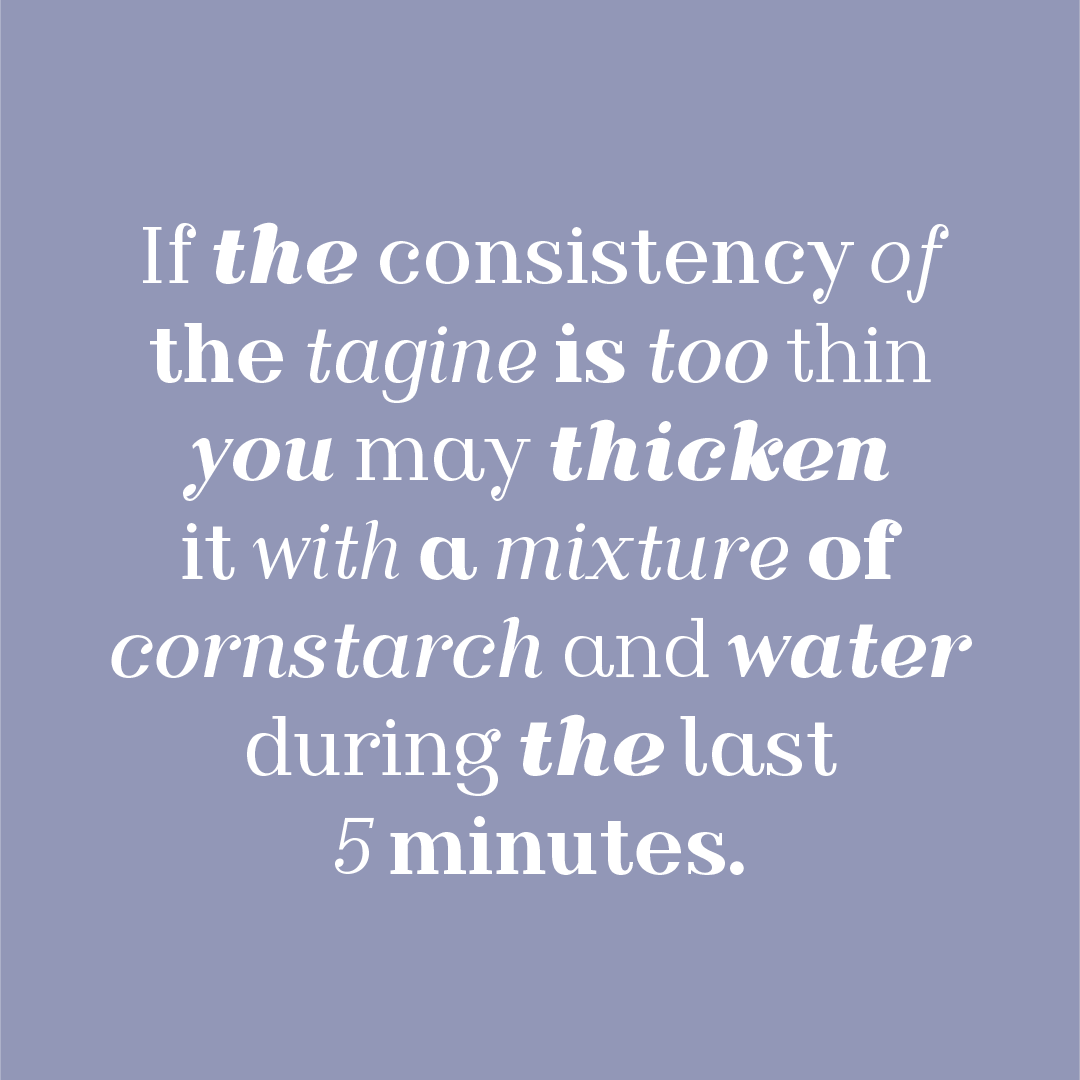 If the consistency of
the tagine is too thin
you may thicken
it with a mixture of
cornstarch and water
during the last
5 minutes.